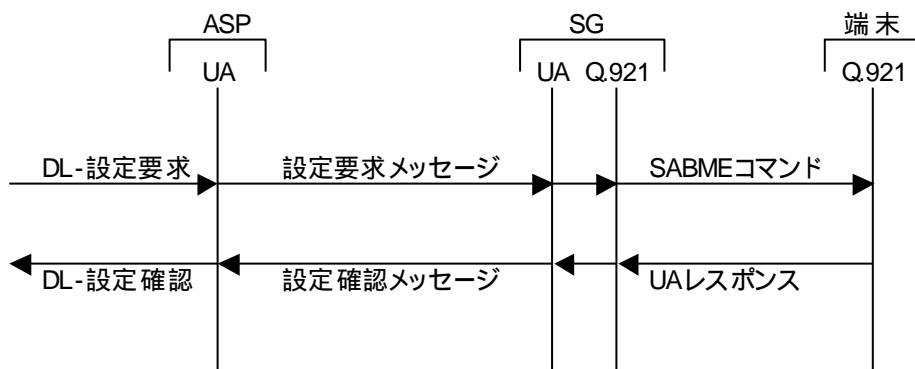 ASP SG 端末
UA UA Q.921 Q.921
DL-設定要求 設定要求メッセージ SABMEコマンド
DL-設定確認 設定確認メッセージ UAレスポンス